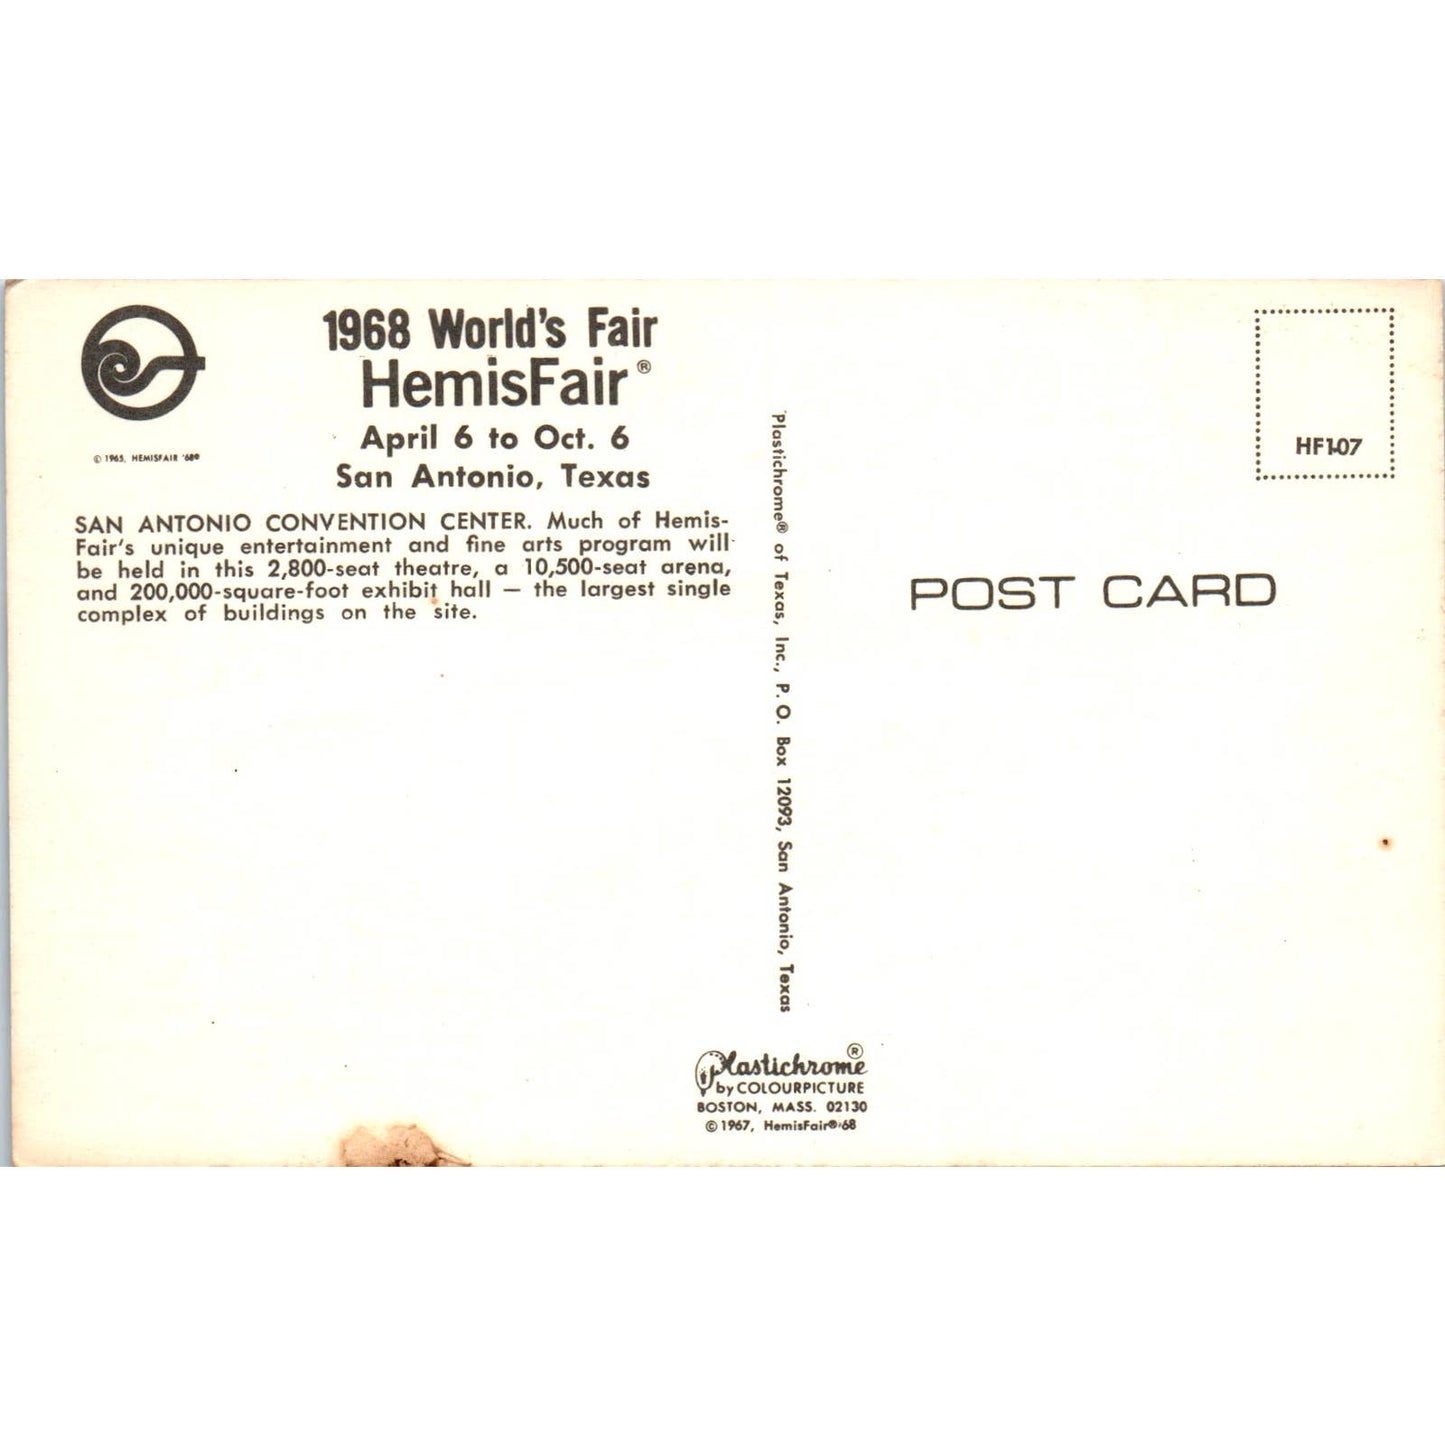 1968 World's Fair
HemisFair®
April 6 to Oct. 6
San Antonio, Texas
© 1965, HEMISFAIR '68®
SAN ANTONIO CONVENTION CENTER. Much of Hemis-
Fair's unique entertainment and fine arts program will
be held in this 2,800-seat theatre, a 10,500-seat arena,
and 200,000-square-foot exhibit hall — the largest single
complex of buildings on the site.
Plastichrome® of Texas, Inc., P. O. Box 12093, San Antonio, Texas
Plastichrome®
by COLOURPICTURE
BOSTON, MASS. 02130
© 1967, HemisFair® '68
HF1-07
POST CARD